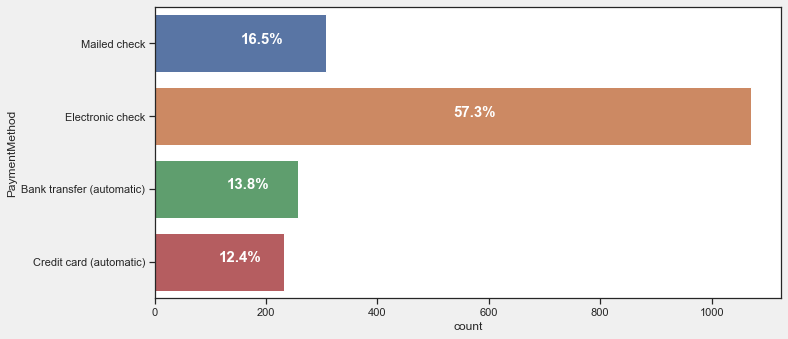 Mailed check
16.5%
Electronic check
57.3%
PaymentMethod
Bank transfer (automatic)
13.8%
Credit card (automatic)
12.4%
0 200 400 600 800 1000
count